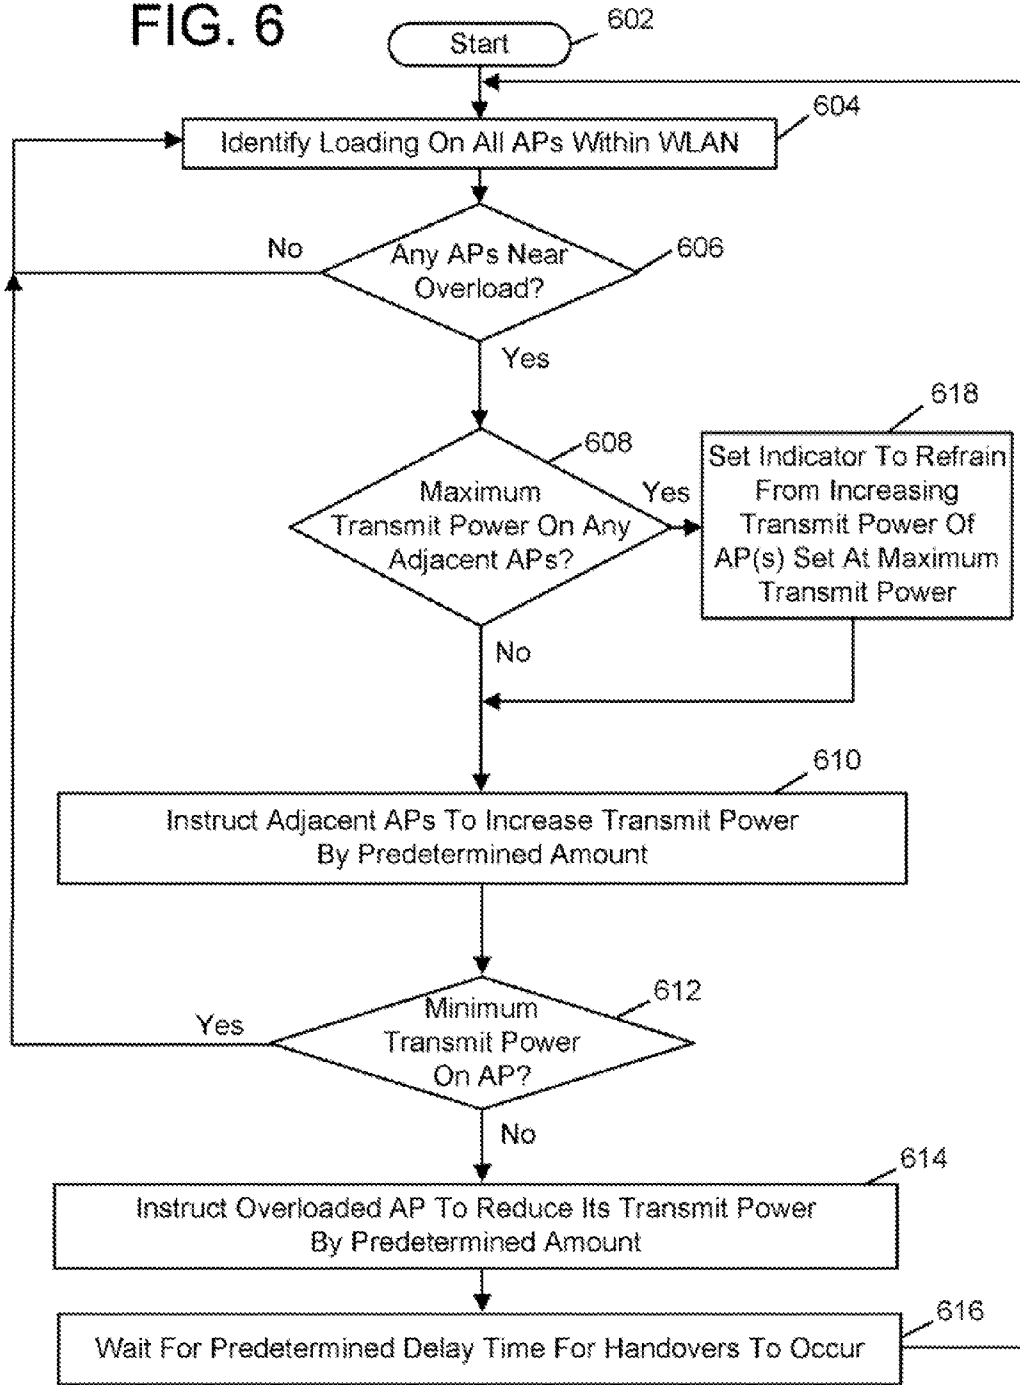 FIG. 6
Start
602
Identify Loading On All APs Within WLAN
604
No
Any APs Near
Overload?
606
Yes
608
Maximum
Transmit Power On Any
Adjacent APs?
Yes
618
Set Indicator To Refrain
From Increasing
Transmit Power Of
AP(s) Set At Maximum
Transmit Power
No
610
Instruct Adjacent APs To Increase Transmit Power
By Predetermined Amount
Yes
Minimum
Transmit Power
On AP?
612
No
614
Instruct Overloaded AP To Reduce Its Transmit Power
By Predetermined Amount
616
Wait For Predetermined Delay Time For Handovers To Occur